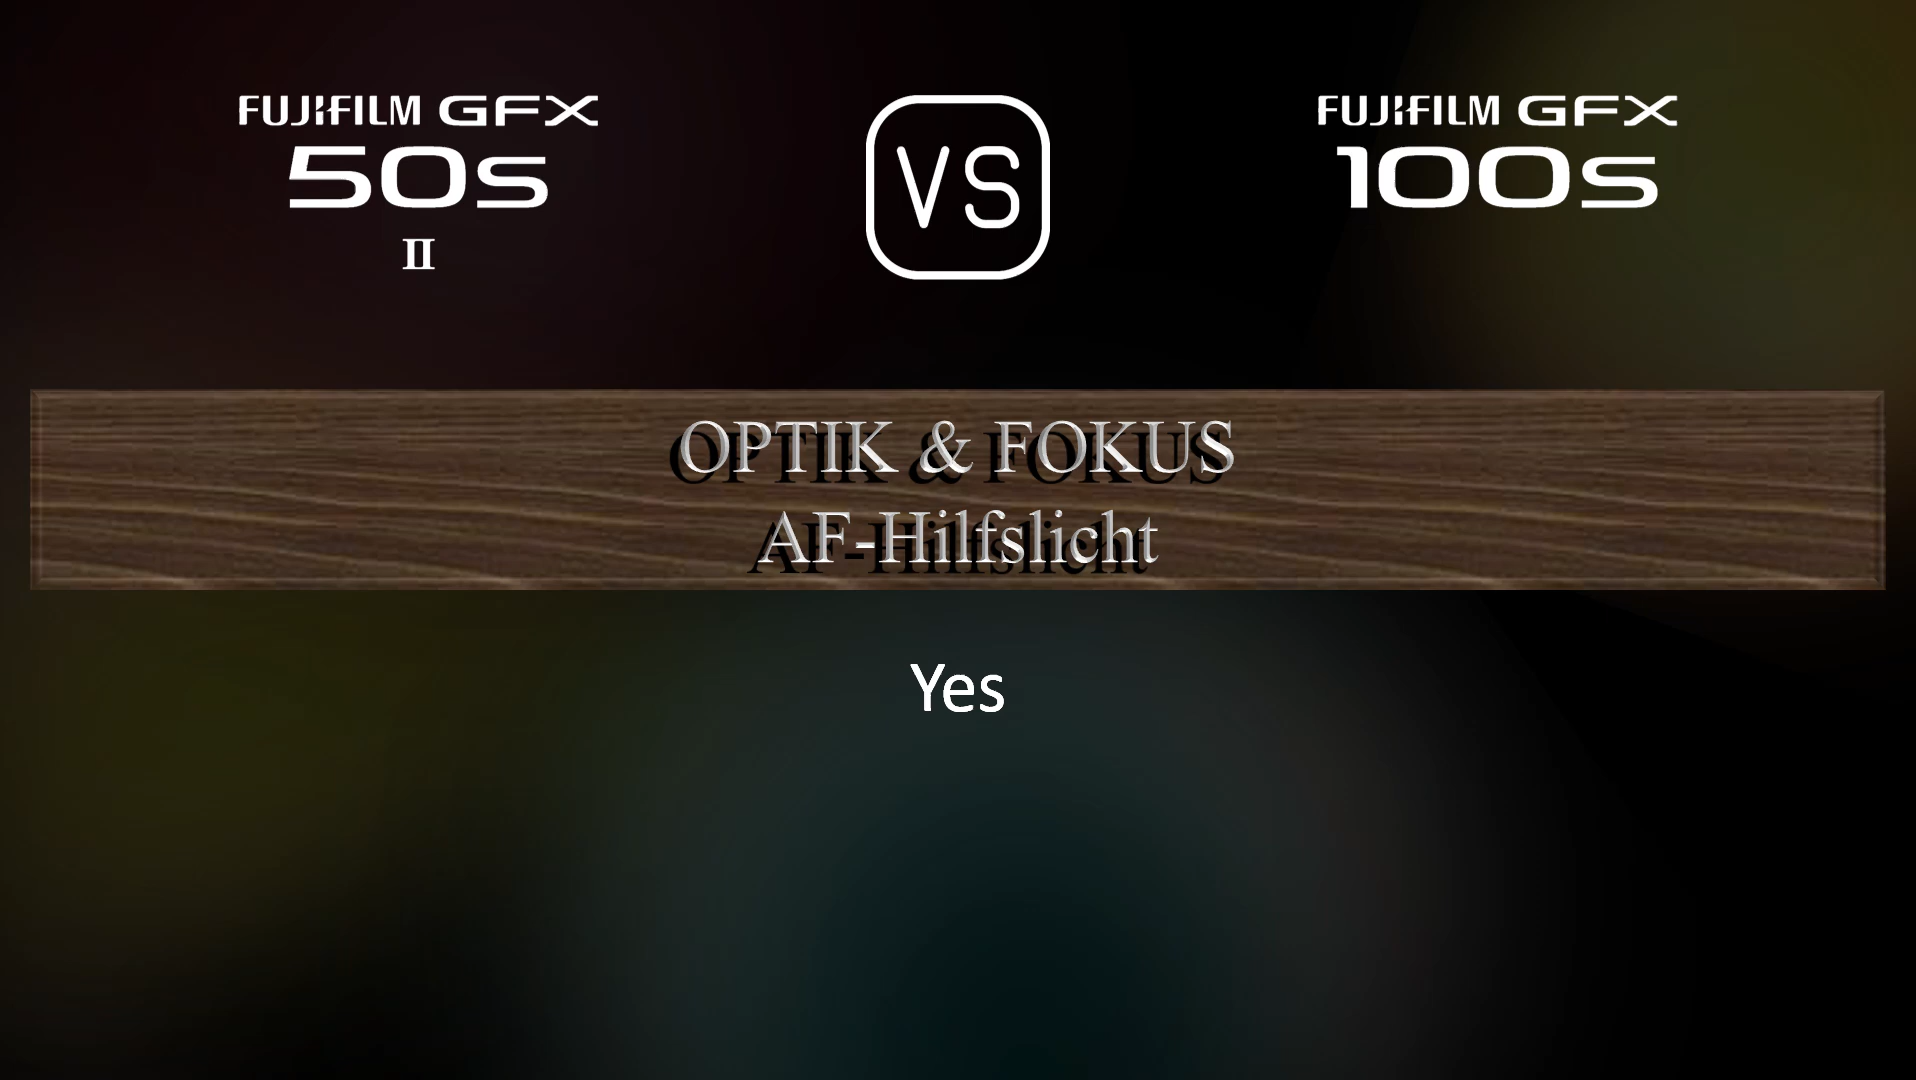 FUJIFILM GFX
50S
II
VS
FUJIFILM GFX
100S
OPTIK & FOKUS
AF-Hilfslicht
Yes